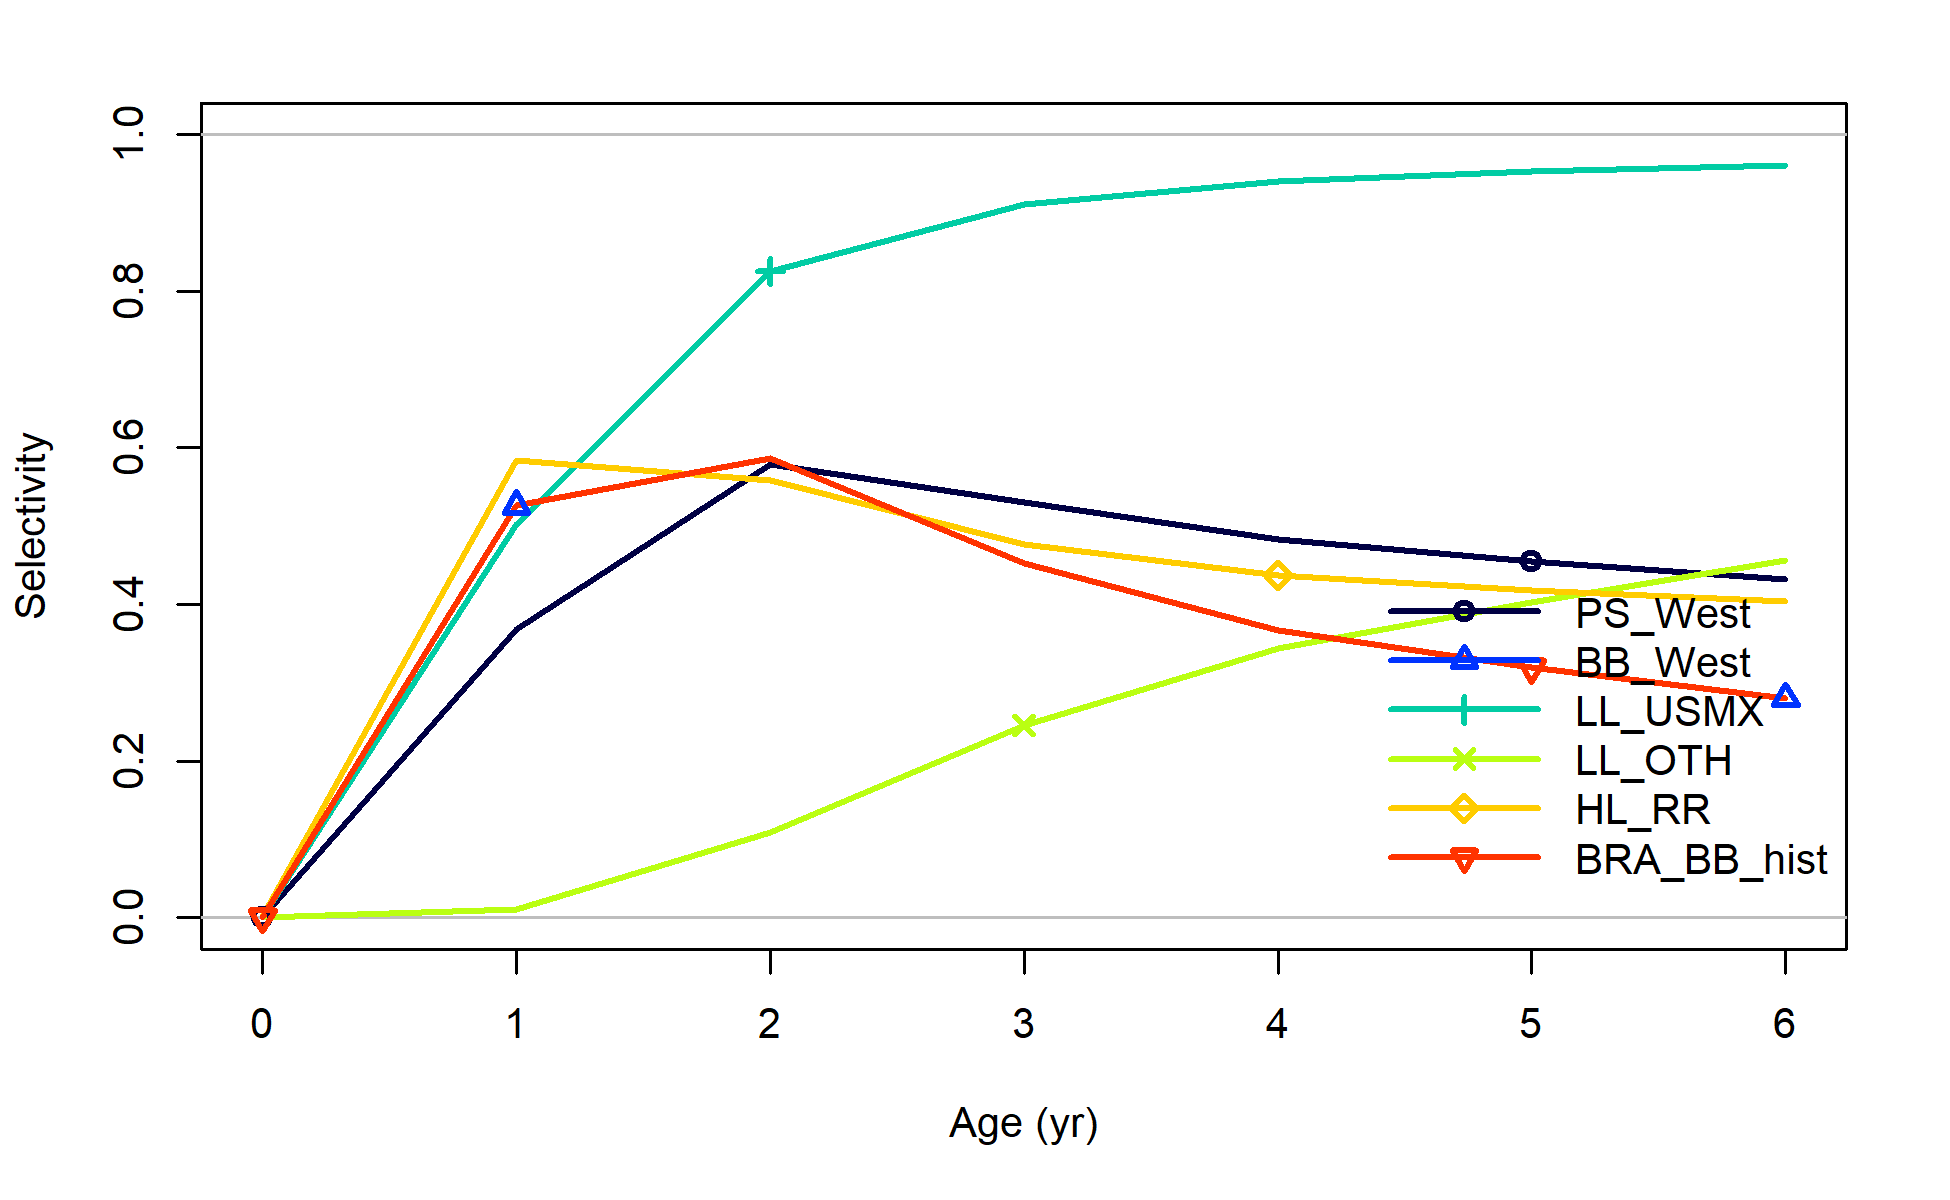 1.0
0.8
0.6
0.4
0.2
0.0
Selectivity
PS_West
BB_West
LL_USMX
LL_OTH
HL_RR
BRA_BB_hist
0 1 2 3 4 5 6
Age (yr)